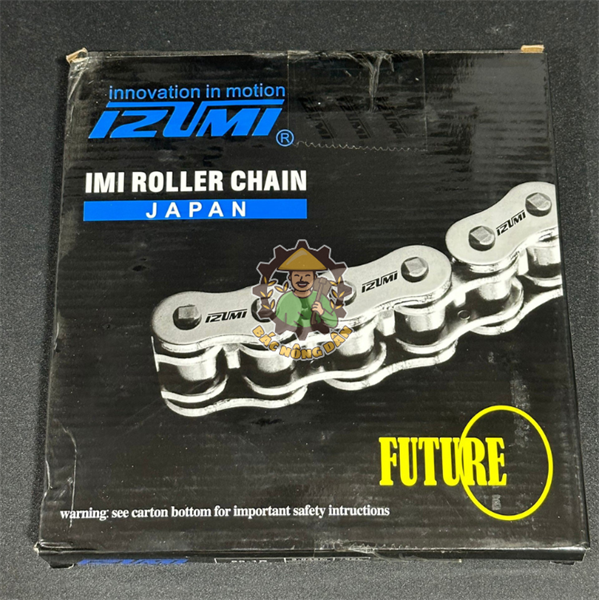 innovation in motion
IZUMI ®
IMI ROLLER CHAIN
JAPAN
IZUMI
IZUMI
IZUMI
BÁC NÔNG DÂN
FUTURE
warning: see carton bottom for important safety intructions
IZUMI